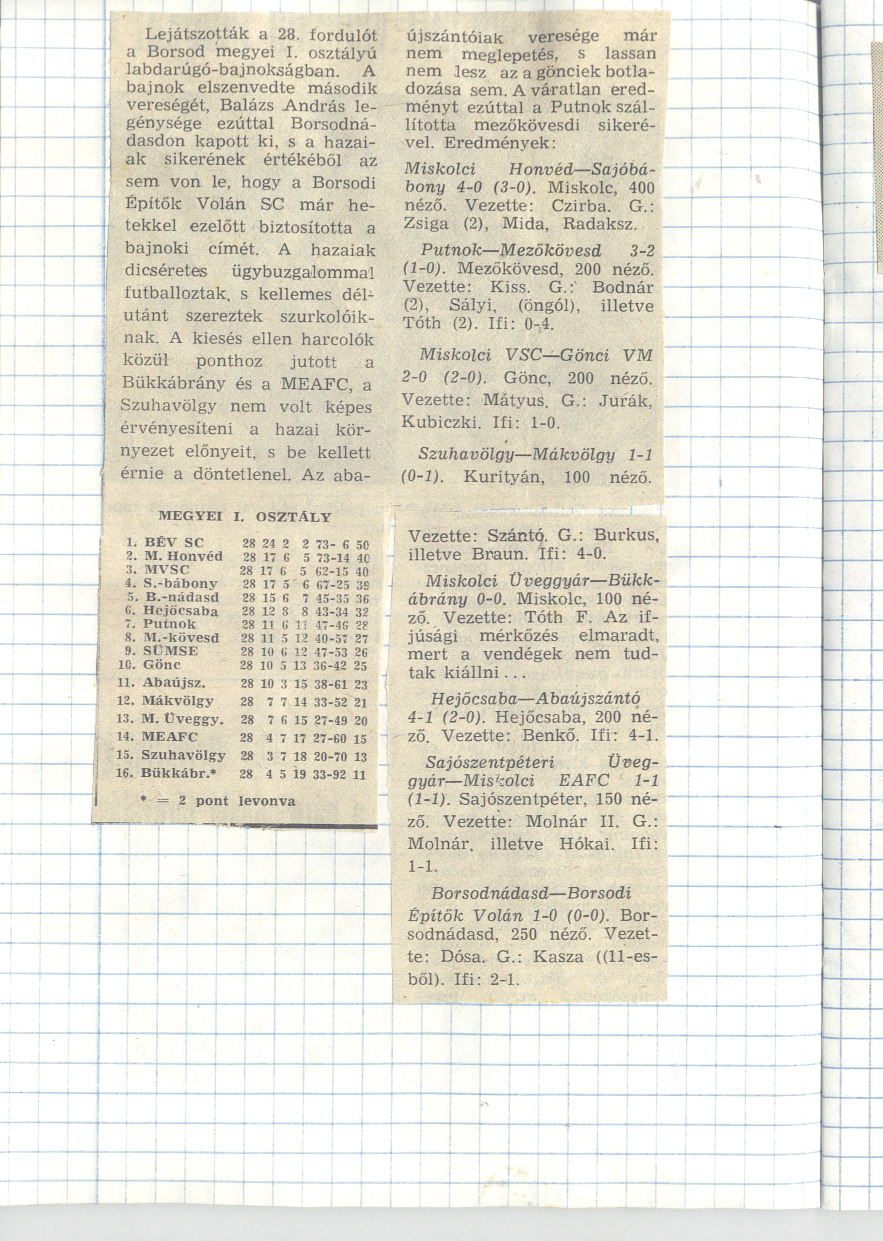 Lejátszották a 28. fordulót
a Borsod megyei I. osztályú
labdarúgó-bajnokságban. A
bajnok elszenvedte második
vereségét, Balázs András le-
génysége ezúttal Borsodná-
dasdon kapott ki, s a hazai-
ak sikerének értékéből az
sem von le, hogy a Borsodi
Építők Volán SC már he-
tekkel ezelőtt biztosította a
bajnoki címét. A hazaiak
dicséretes ügybuzgalommal
futballoztak, s kellemes dél-
utánt szereztek szurkolóik-
nak. A kiesés ellen harcolók
közül ponthoz jutott a
Bükkábrány és a MEAFC, a
Szuhavölgy nem volt képes
érvényesíteni a hazai kör-
nyezet előnyeit, s be kellett
érnie a döntetlenel. Az aba-
újszántóiak veresége már
nem meglepetés, s lassan
nem lesz az a gönciek botla-
dozása sem. A váratlan ered-
ményt ezúttal a Putnok szál-
lította mezőkövesdi sikeré-
vel. Eredmények:
Miskolci Honvéd—Sajóbá-
bony 4-0 (3-0). Miskolc, 400
néző. Vezette: Czirba. G.:
Zsiga (2), Mida, Radaksz.
Putnok—Mezőkövesd 3-2
(1-0). Mezőkövesd, 200 néző.
Vezette: Kiss. G.: Bodnár
(2), Sályi, (öngól), illetve
Tóth (2). Ifi: 0-4.
Miskolci VSC—Gönci VM
2-0 (2-0). Gönc, 200 néző.
Vezette: Mátyus. G.: Jurák,
Kubiczki. Ifi: 1-0.
Szuhavölgy—Mákvölgy 1-1
(0-1). Kurityán, 100 néző.
Vezette: Szántó. G.: Burkus,
illetve Braun. Ifi: 4-0.
Miskolci Üveggyár—Bükk-
ábrány 0-0. Miskolc, 100 né-
ző. Vezette: Tóth F. Az if-
júsági mérkőzés elmaradt,
mert a vendégek nem tud-
tak kiállni . . .
Hejőcsaba—Abaújszántó
4-1 (2-0). Hejőcsaba, 200 né-
ző. Vezette: Benkő. Ifi: 4-1.
Sajószentpéteri Üveg-
gyár—Miskolci EAFC 1-1
(1-1). Sajószentpéter, 150 né-
ző. Vezette: Molnár II. G.:
Molnár, illetve Hókai. Ifi:
1-1.
Borsodnádasd—Borsodi
Építők Volán 1-0 (0-0). Bor-
sodnádasd, 250 néző. Vezet-
te: Dósa. G.: Kasza ((11-es-
ből). Ifi: 2-1.
MEGYEI I. OSZTÁLY
1. BÉV SC 28 24 2 2 73- 6 50
2. M. Honvéd 28 17 6 5 73-14 40
3. MVSC 28 17 6 5 62-15 40
4. S.-bábony 28 17 5 6 67-25 39
5. B.-nádasd 28 15 6 7 45-35 36
6. Hejőcsaba 28 12 8 8 43-34 32
7. Putnok 28 11 6 11 47-46 28
8. M.-kövesd 28 11 5 12 40-57 27
9. SÜMSE 28 10 6 12 47-53 26
10. Gönc 28 10 5 13 36-42 25
11. Abaújsz. 28 10 3 15 38-61 23
12. Mákvölgy 28 7 7 14 33-52 21
13. M. Üveggy. 28 7 6 15 27-49 20
14. MEAFC 28 4 7 17 27-60 15
15. Szuhavölgy 28 3 7 18 20-70 13
16. Bükkábr.* 28 4 5 19 33-92 11
* = 2 pont levonva